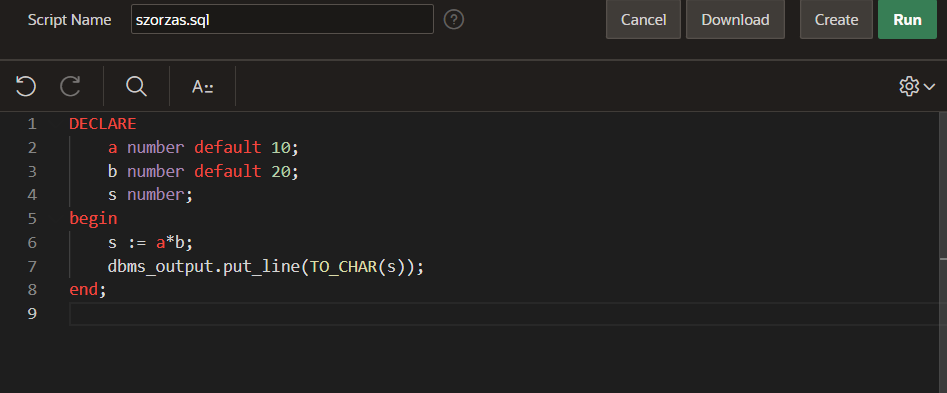 Script Name szorzas.sql ? Cancel Download Create Run
A::
1 DECLARE
2 a number default 10;
3 b number default 20;
4 s number;
5 begin
6 s := a*b;
7 dbms_output.put_line(TO_CHAR(s));
8 end;
9